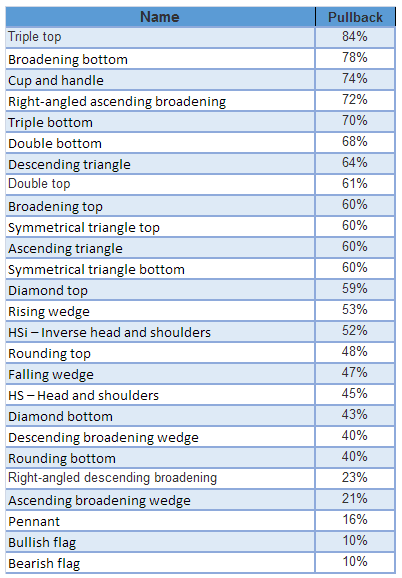 Name Pullback
Triple top 84%
Broadening bottom 78%
Cup and handle 74%
Right-angled ascending broadening 72%
Triple bottom 70%
Double bottom 68%
Descending triangle 64%
Double top 61%
Broadening top 60%
Symmetrical triangle top 60%
Ascending triangle 60%
Symmetrical triangle bottom 60%
Diamond top 59%
Rising wedge 53%
HSi – Inverse head and shoulders 52%
Rounding top 48%
Falling wedge 47%
HS – Head and shoulders 45%
Diamond bottom 43%
Descending broadening wedge 40%
Rounding bottom 40%
Right-angled descending broadening 23%
Ascending broadening wedge 21%
Pennant 16%
Bullish flag 10%
Bearish flag 10%